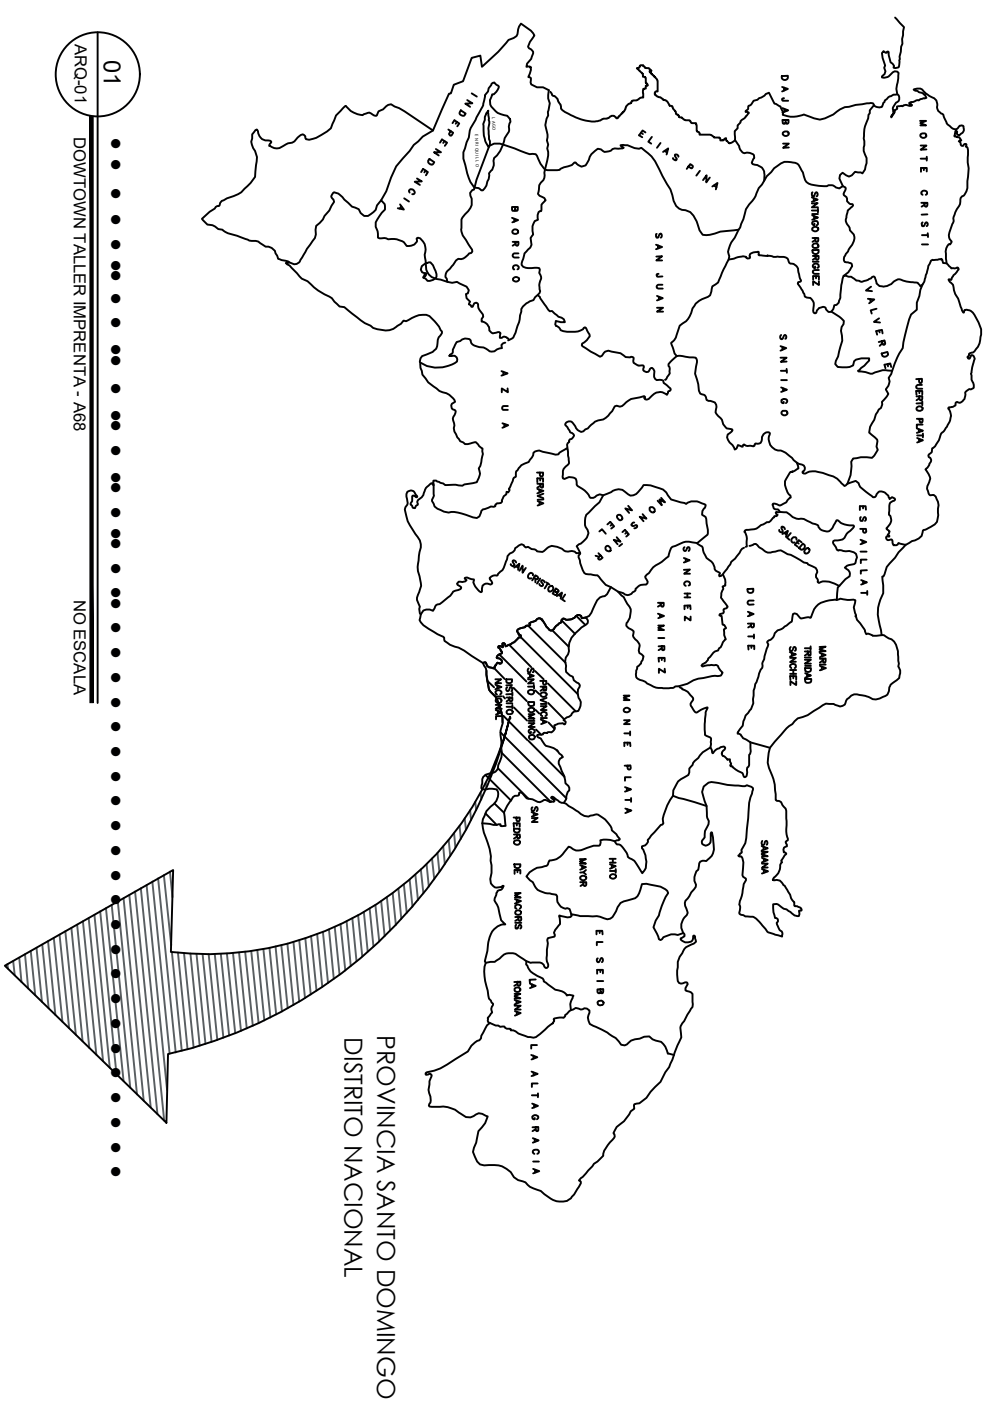 MONTE CRISTI
PUERTO PLATA
DAJABON
SANTIAGO RODRIGUEZ
VALVERDE
ESPAILLAT
ELIAS PIÑA
SANTIAGO
SALCEDO
MARIA
TRINIDAD
SANCHEZ
SAN JUAN
DUARTE
SAMANA
INDEPENDENCIA
LAGO
ENRIQUILLO
BAORUCO
AZUA
MONSEÑOR
NOEL
SANCHEZ
RAMIREZ
PERAVIA
SAN CRISTOBAL
MONTE PLATA
HATO
MAYOR
EL SEIBO
PROVINCIA
SANTO DOMINGO
DISTRITO
NACIONAL
SAN
PEDRO DE MACORIS
LA
ROMANA
LA ALTAGRACIA
PROVINCIA SANTO DOMINGO
DISTRITO NACIONAL
01
ARQ-01
DOWTOWN TALLER IMPRENTA - A68
NO ESCALA